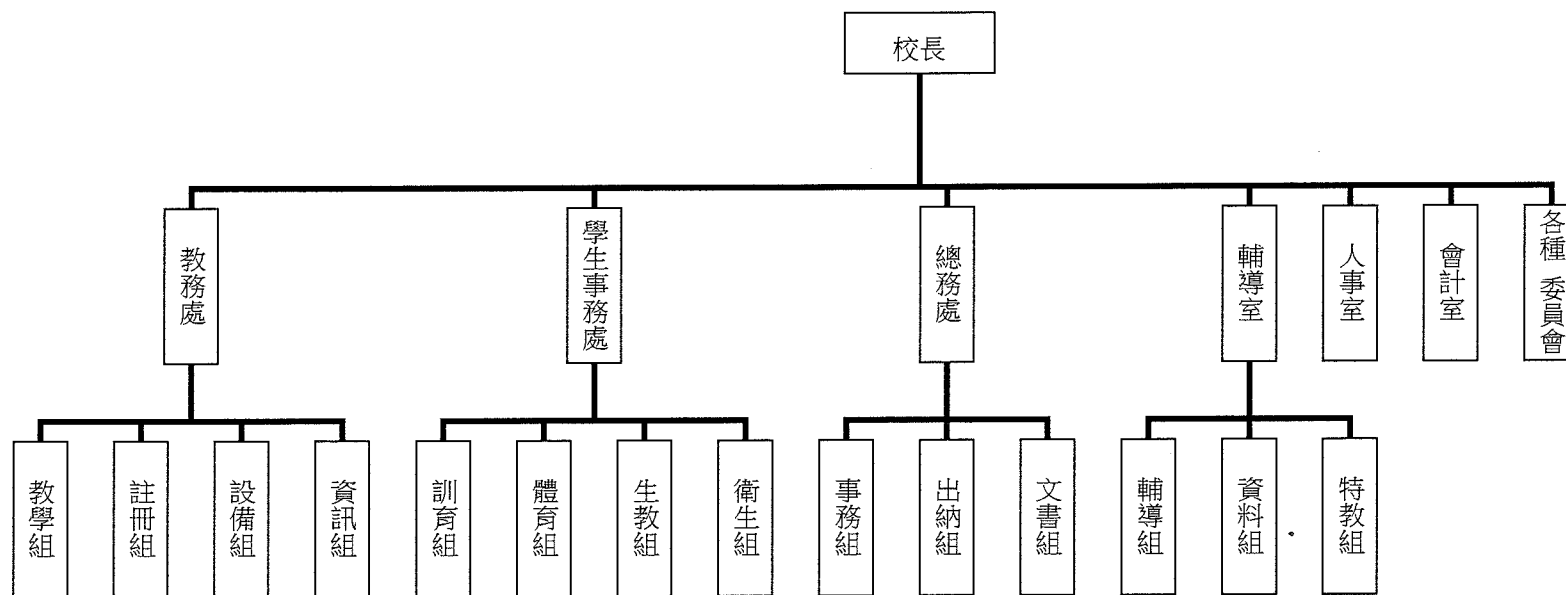 校長
教務處
學生事務處
總務處
輔導室
人事室
會計室
各種 委員會
教學組
註冊組
設備組
資訊組
訓育組
體育組
生教組
衛生組
事務組
出納組
文書組
輔導組
資料組
特教組